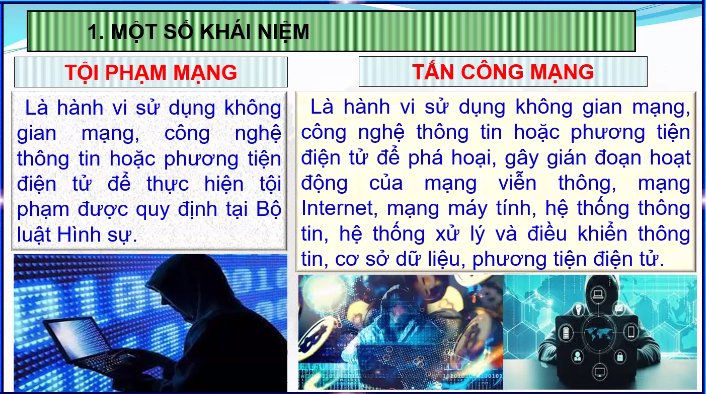 1. MỘT SỐ KHÁI NIỆM
TỘI PHẠM MẠNG
Là hành vi sử dụng không
gian mạng, công nghệ
thông tin hoặc phương tiện
điện tử để thực hiện tội
phạm được quy định tại Bộ
luật Hình sự.
TẤN CÔNG MẠNG
Là hành vi sử dụng không gian mạng,
công nghệ thông tin hoặc phương tiện
điện tử để phá hoại, gây gián đoạn hoạt
động của mạng viễn thông, mạng
Internet, mạng máy tính, hệ thống thông
tin, hệ thống xử lý và điều khiển thông
tin, cơ sở dữ liệu, phương tiện điện tử.